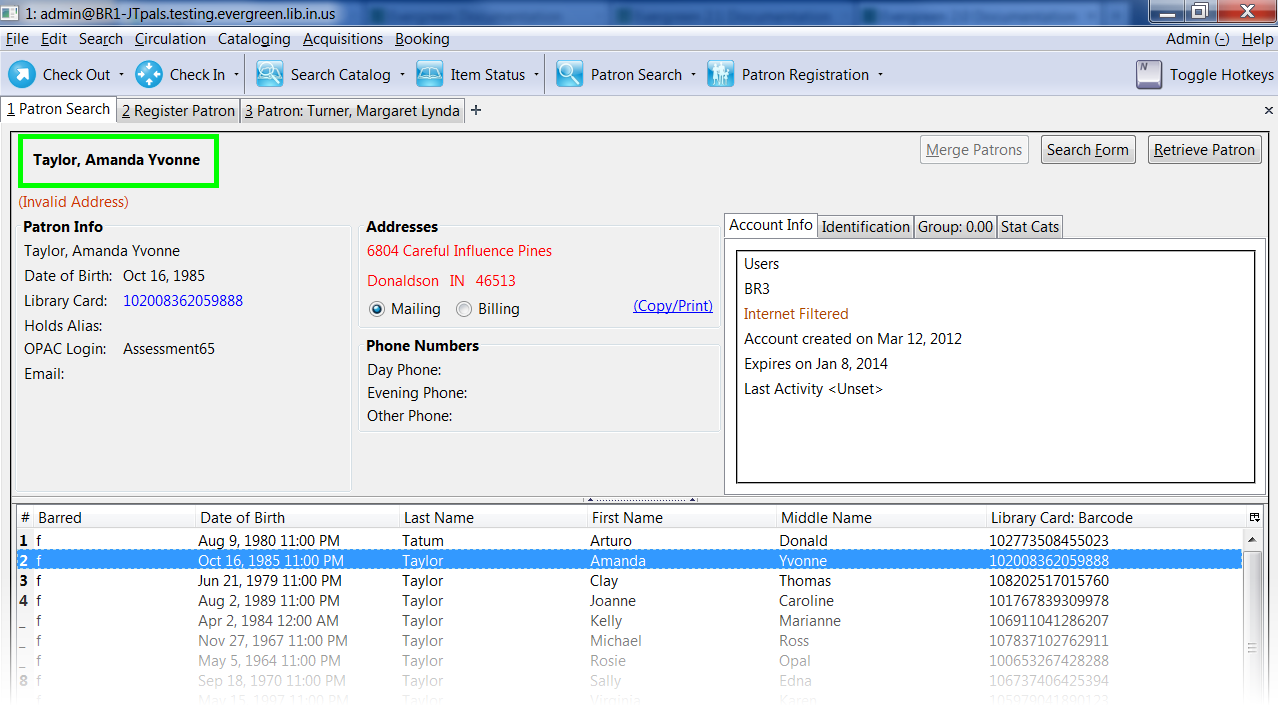 1: admin@BR1-JTpals.testing.evergreen.lib.in.us
File Edit Search Circulation Cataloging Acquisitions Booking Admin (-) Help
Check Out Check In Search Catalog Item Status Patron Search Patron Registration N Toggle Hotkeys
1 Patron Search 2 Register Patron 3 Patron: Turner, Margaret Lynda +
Taylor, Amanda Yvonne Merge Patrons Search Form Retrieve Patron
(Invalid Address)
Patron Info
Taylor, Amanda Yvonne
Date of Birth: Oct 16, 1985
Library Card: 102008362059888
Holds Alias:
OPAC Login: Assessment65
Email:
Addresses
6804 Careful Influence Pines
Donaldson IN 46513
Mailing Billing (Copy/Print)
Phone Numbers
Day Phone:
Evening Phone:
Other Phone:
Account Info Identification Group: 0.00 Stat Cats
Users
BR3
Internet Filtered
Account created on Mar 12, 2012
Expires on Jan 8, 2014
Last Activity <Unset>
# Barred Date of Birth Last Name First Name Middle Name Library Card: Barcode
1 f Aug 9, 1980 11:00 PM Tatum Arturo Donald 102773508455023
2 f Oct 16, 1985 11:00 PM Taylor Amanda Yvonne 102008362059888
3 f Jun 21, 1979 11:00 PM Taylor Clay Thomas 108202517015760
4 f Aug 2, 1989 11:00 PM Taylor Joanne Caroline 101767839309978
_ f Apr 2, 1984 12:00 AM Taylor Kelly Marianne 106911041286207
_ f Nov 27, 1967 11:00 PM Taylor Michael Ross 107837102762911
_ f May 5, 1964 11:00 PM Taylor Rosie Opal 100653267428288
8 f Sep 18, 1970 11:00 PM Taylor Sally Edna 106737406425394